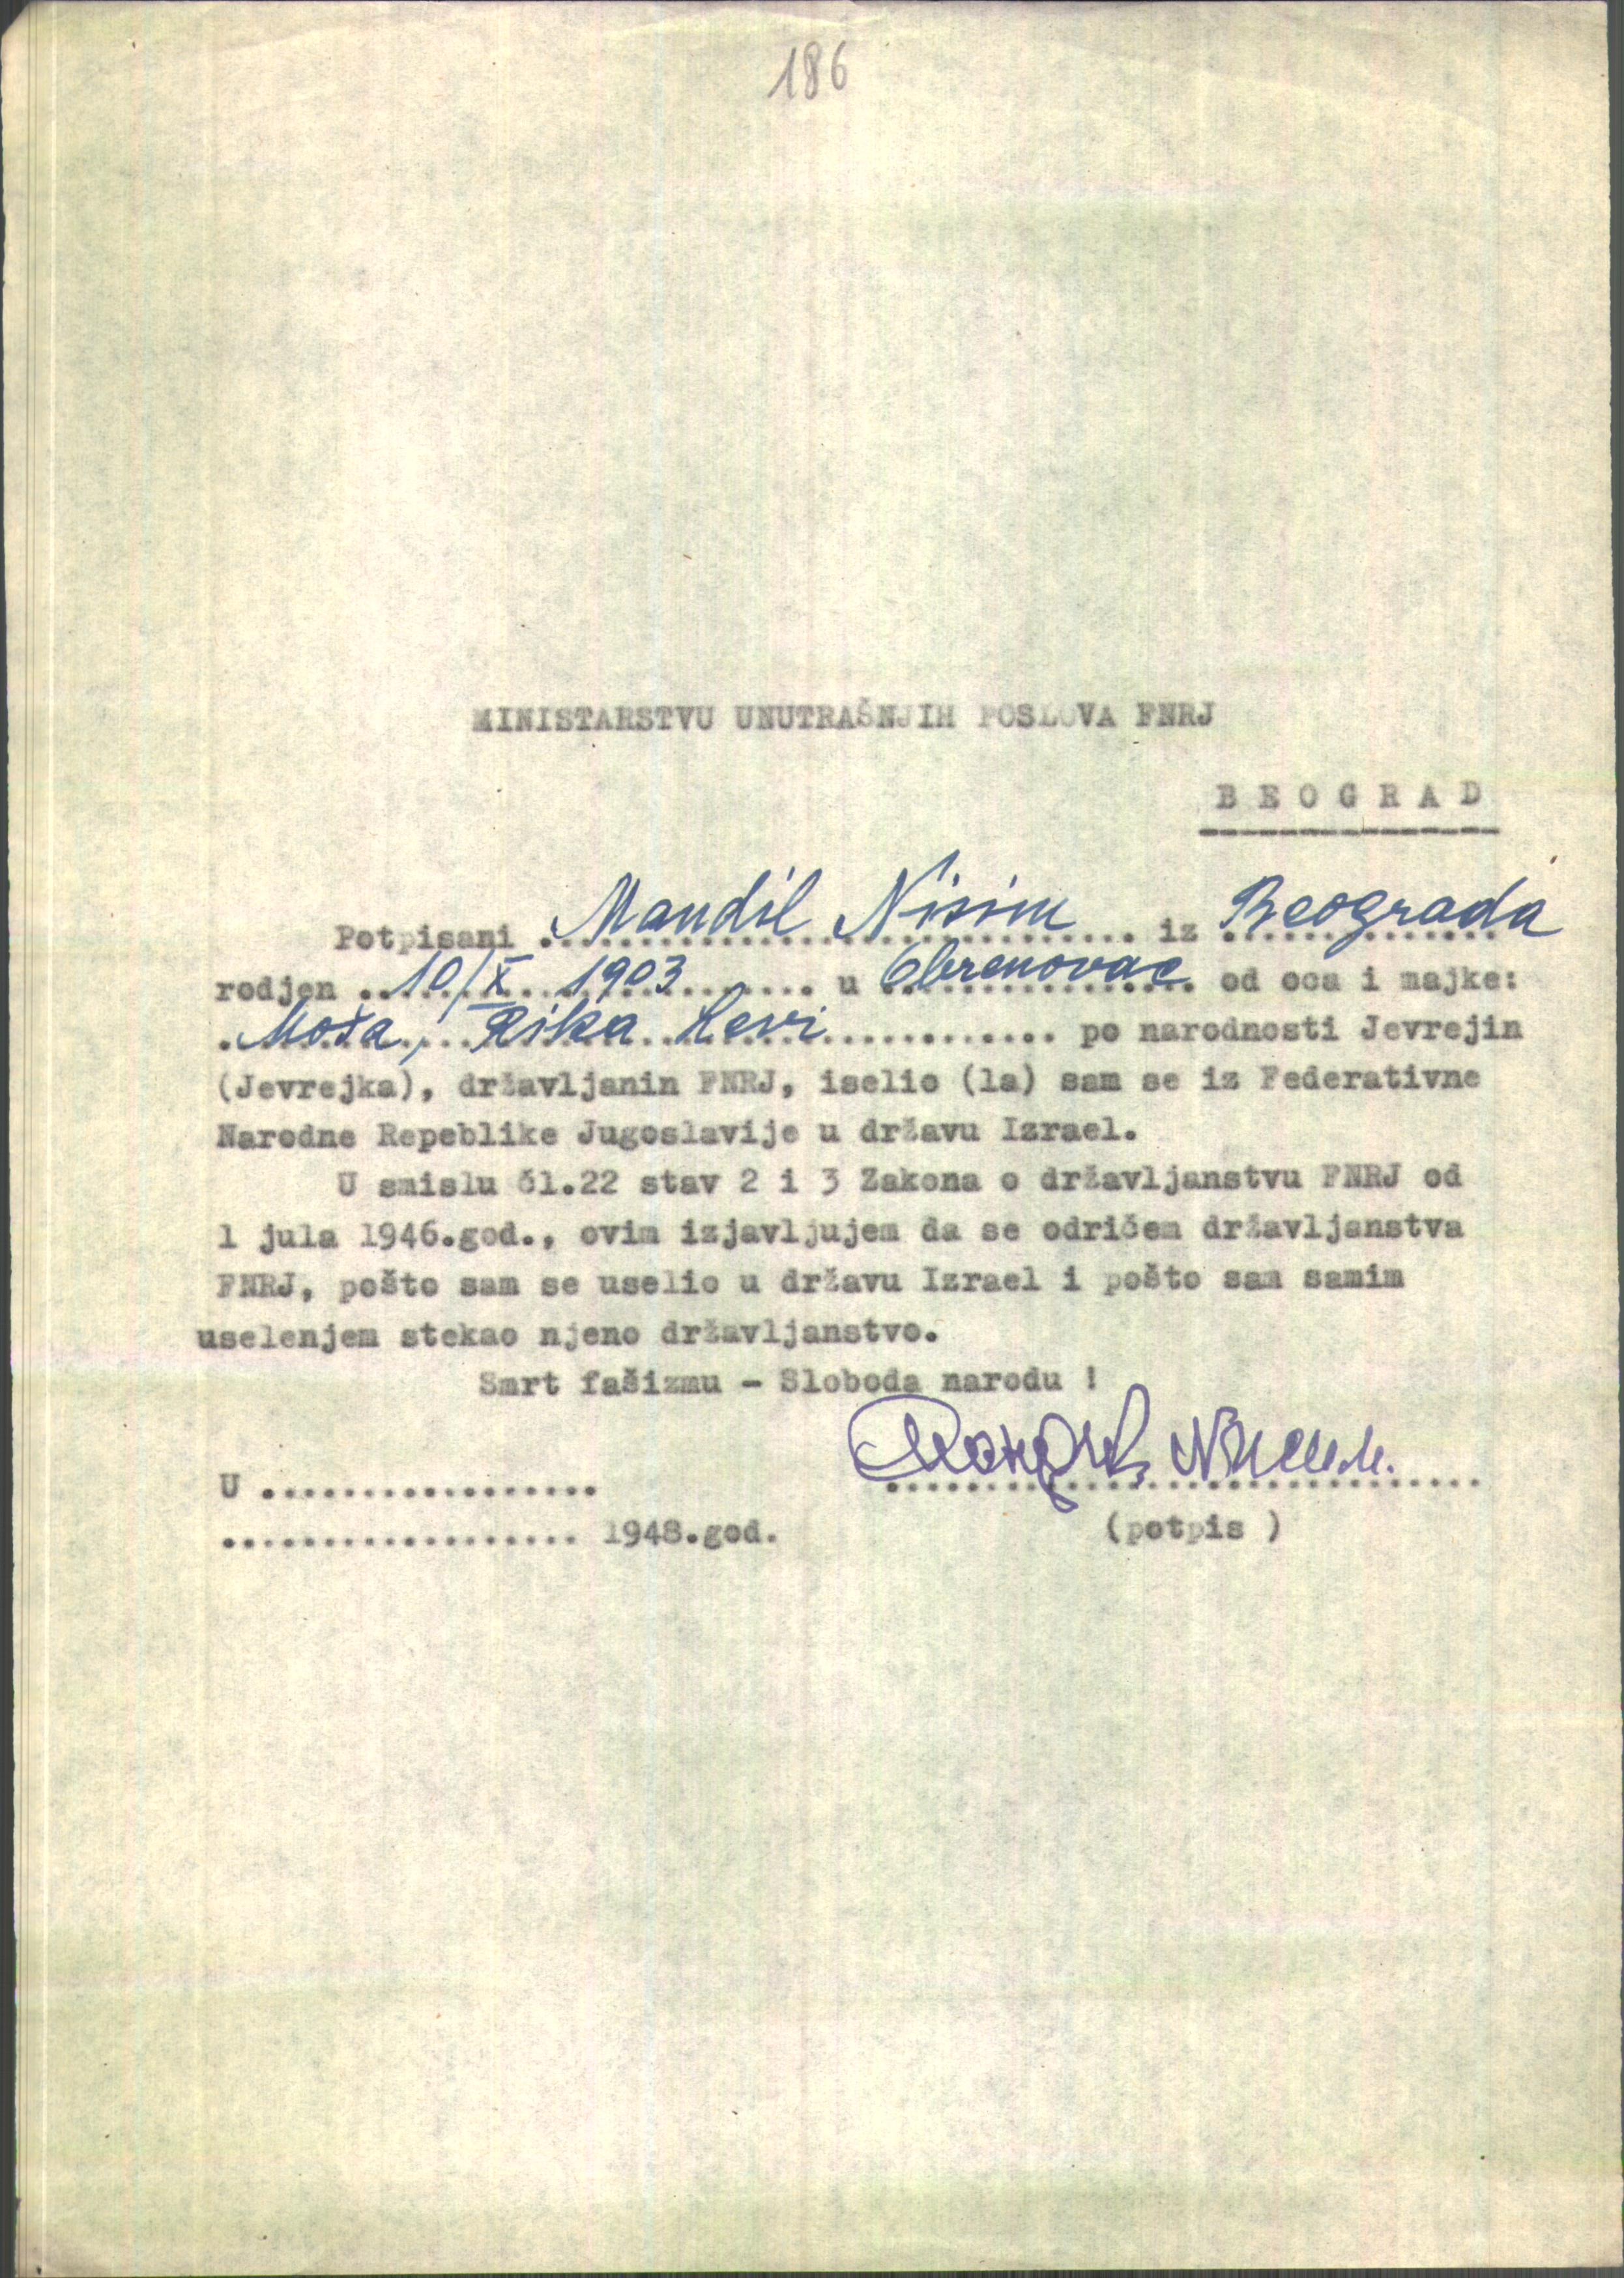 186
MINISTARSTVU UNUTRAŠNJIH POSLOVA FNRJ
BEOGRAD
Potpisani Mandil Nisim iz Beograda
rodjen 10/X 1903 u Obrenovac od oca i majke:
Moša, Rika Levi po narodnosti Jevrejin
(Jevrejka), državljanin FNRJ, iselio (la) sam se iz Federativne
Narodne Repeblike Jugoslavije u državu Izrael.
U smislu čl.22 stav 2 i 3 Zakona o državljanstvu FNRJ od
1 jula 1946.god., ovim izjavljujem da se odričem državljanstva
FNRJ, pošto sam se uselio u državu Izrael i pošto sam samim
uselenjem stekao njeno državljanstvo.
Smrt fašizmu - Sloboda narodu !
Мандил Нисим.
U .................
.................. 1948.god.
(potpis )